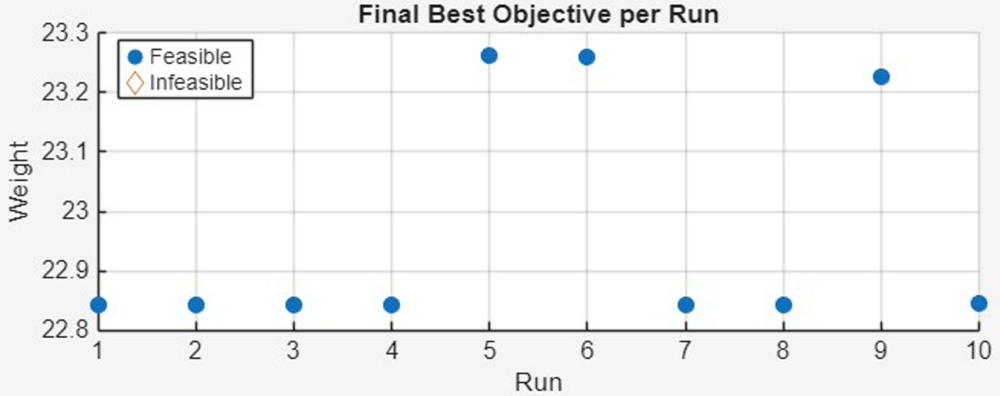 Final Best Objective per Run
23.3
Feasible
Infeasible
23.2
23.1
23
22.9
22.8
Weight
1 2 3 4 5 6 7 8 9 10
Run